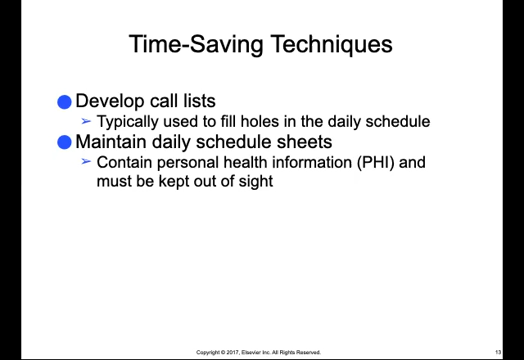 Time-Saving Techniques
Develop call lists
Typically used to fill holes in the daily schedule
Maintain daily schedule sheets
Contain personal health information (PHI) and
must be kept out of sight
Copyright © 2017, Elsevier Inc. All Rights Reserved.
13